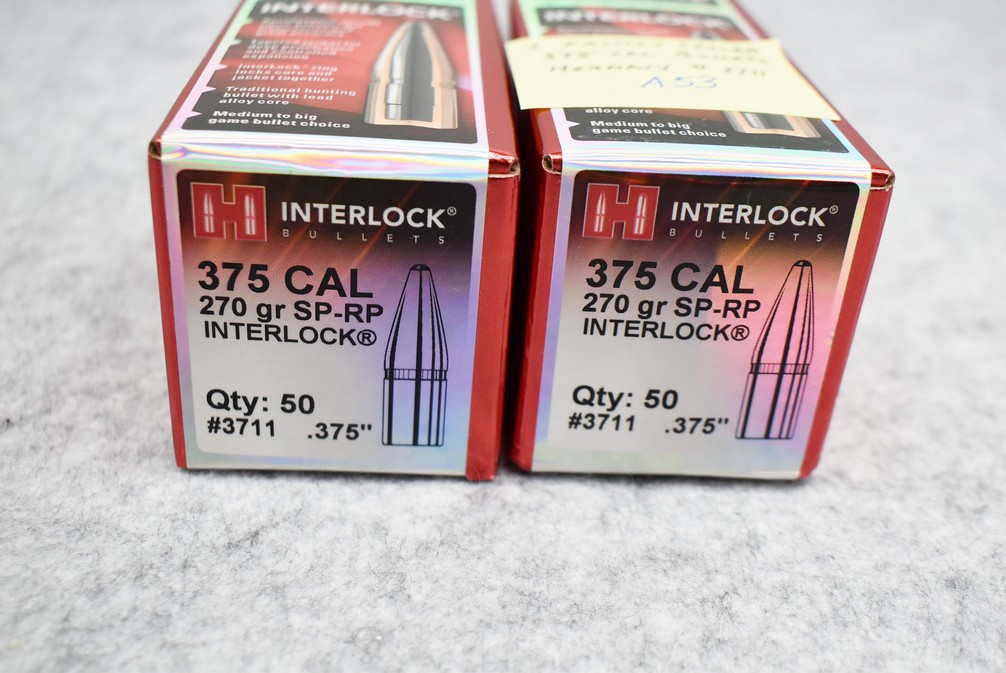 INTERLOCK
InterLock™ ring
locks core and
jacket together
Traditional hunting
bullet with lead
alloy core
Medium to big
game bullet choice
H INTERLOCK®
BULLETS
375 CAL
270 gr SP-RP
INTERLOCK®
Qty: 50
#3711 .375"
INTERLOCK
A53
alloy core
Medium to big
game bullet choice
H INTERLOCK®
BULLETS
375 CAL
270 gr SP-RP
INTERLOCK®
Qty: 50
#3711 .375"